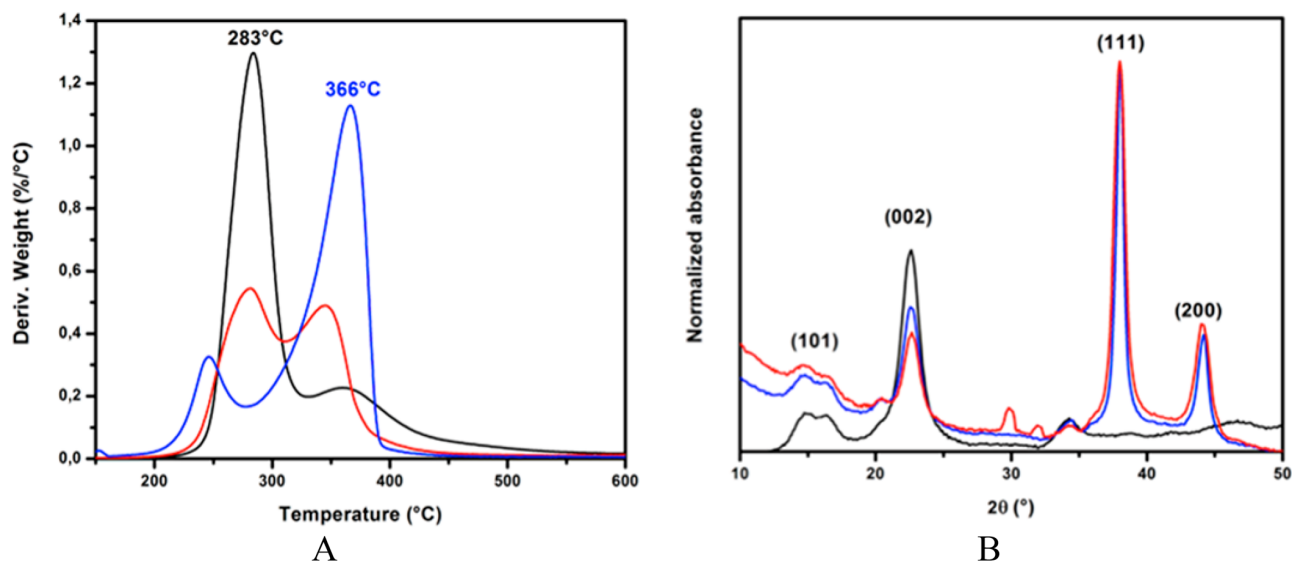 1,4
1,2
1,0
0,8
0,6
0,4
0,2
0,0
Deriv. Weight (%/°C)
283°C
366°C
200
300
400
500
600
Temperature (°C)
A
Normalized absorbance
(101)
(002)
(111)
(200)
10
20
30
40
50
2θ (°)
B